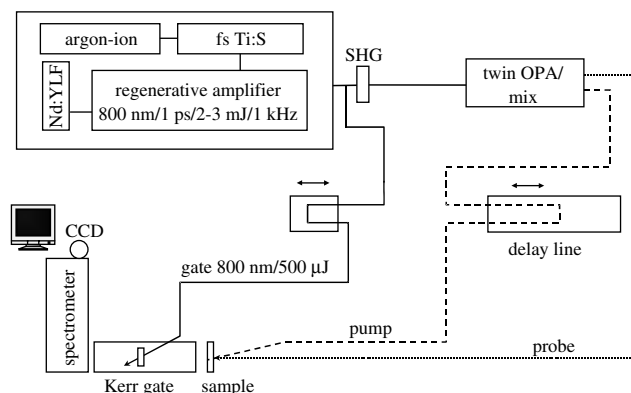 argon-ion
fs Ti:S
SHG
twin OPA/
mix
Nd:YLF
regenerative amplifier
800 nm/1 ps/2-3 mJ/1 kHz
CCD
delay line
gate 800 nm/500 μJ
spectrometer
pump
probe
Kerr gate
sample